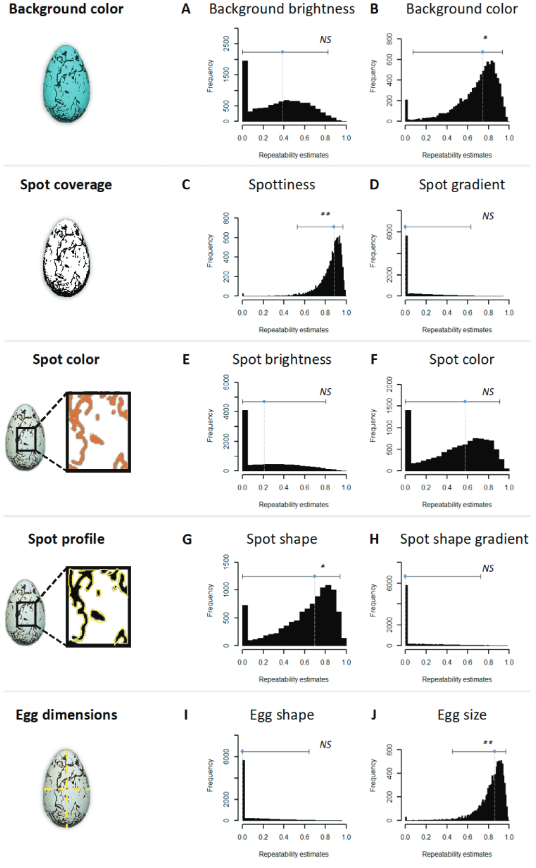 Background color
A Background brightness
NS
Frequency
0 500 1500 2500
0.0 0.2 0.4 0.6 0.8 1.0
Repeatability estimates
B Background color
*
Frequency
0 200 400 600 800
0.0 0.2 0.4 0.6 0.8 1.0
Repeatability estimates
Spot coverage
C Spottiness
**
Frequency
0 200 400 600 800
0.0 0.2 0.4 0.6 0.8 1.0
Repeatability estimates
D Spot gradient
NS
Frequency
0 2000 4000 6000
0.0 0.2 0.4 0.6 0.8 1.0
Repeatability estimates
Spot color
E Spot brightness
NS
Frequency
0 2000 4000 6000
0.0 0.2 0.4 0.6 0.8 1.0
Repeatability estimates
F Spot color
NS
Frequency
0 500 1000 2000
0.0 0.2 0.4 0.6 0.8 1.0
Repeatability estimates
Spot profile
G Spot shape
*
Frequency
0 500 1000 1500
0.0 0.2 0.4 0.6 0.8 1.0
Repeatability estimates
H Spot shape gradient
NS
Frequency
0 2000 4000 6000 8000
0.0 0.2 0.4 0.6 0.8 1.0
Repeatability estimates
Egg dimensions
I Egg shape
NS
Frequency
0 2000 4000 6000
0.0 0.2 0.4 0.6 0.8 1.0
Repeatability estimates
J Egg size
**
Frequency
0 200 400 600
0.0 0.2 0.4 0.6 0.8 1.0
Repeatability estimates